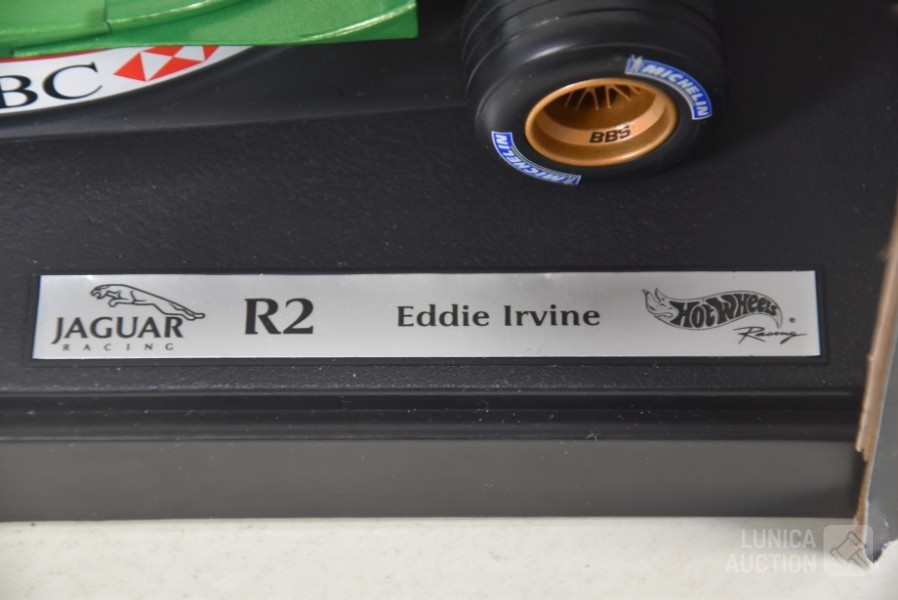 BC
MICHELIN
BBS
MICHELIN
JAGUAR
RACING
R2
Eddie Irvine
HOT WHEELS
Racing
LUNICA
AUCTION